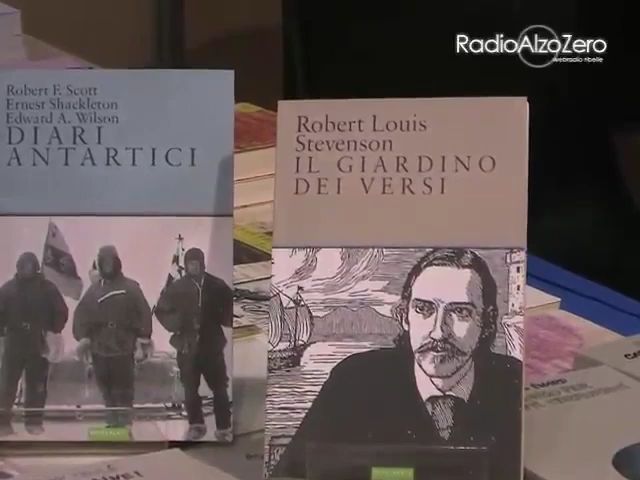 RadioAlzoZero
webradio ribelle
Robert F. Scott
Ernest Shackleton
Edward A. Wilson
DIARI
ANTARTICI
Robert Louis
Stevenson
IL GIARDINO
DEI VERSI